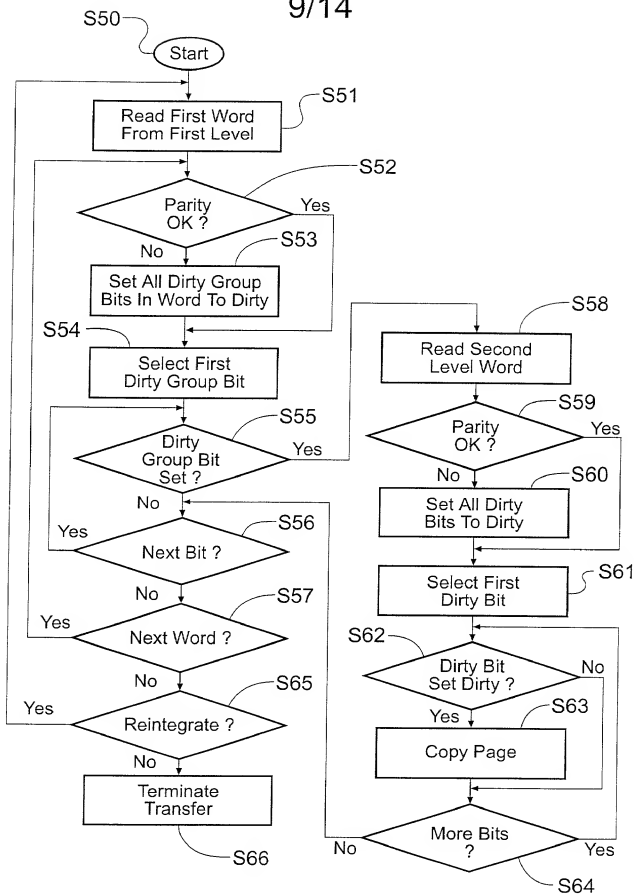 9/14
S50
Start
S51
Read First Word
From First Level
S52
Parity
OK ?
Yes
No
S53
Set All Dirty Group
Bits In Word To Dirty
S54
Select First
Dirty Group Bit
S55
Dirty
Group Bit
Set ?
Yes
No
S56
Next Bit ?
Yes
No
S57
Next Word ?
Yes
No
S65
Reintegrate ?
Yes
No
Terminate
Transfer
S66
S58
Read Second
Level Word
S59
Parity
OK ?
Yes
No
S60
Set All Dirty
Bits To Dirty
S61
Select First
Dirty Bit
S62
Dirty Bit
Set Dirty ?
No
Yes
S63
Copy Page
More Bits
?
No
Yes
S64